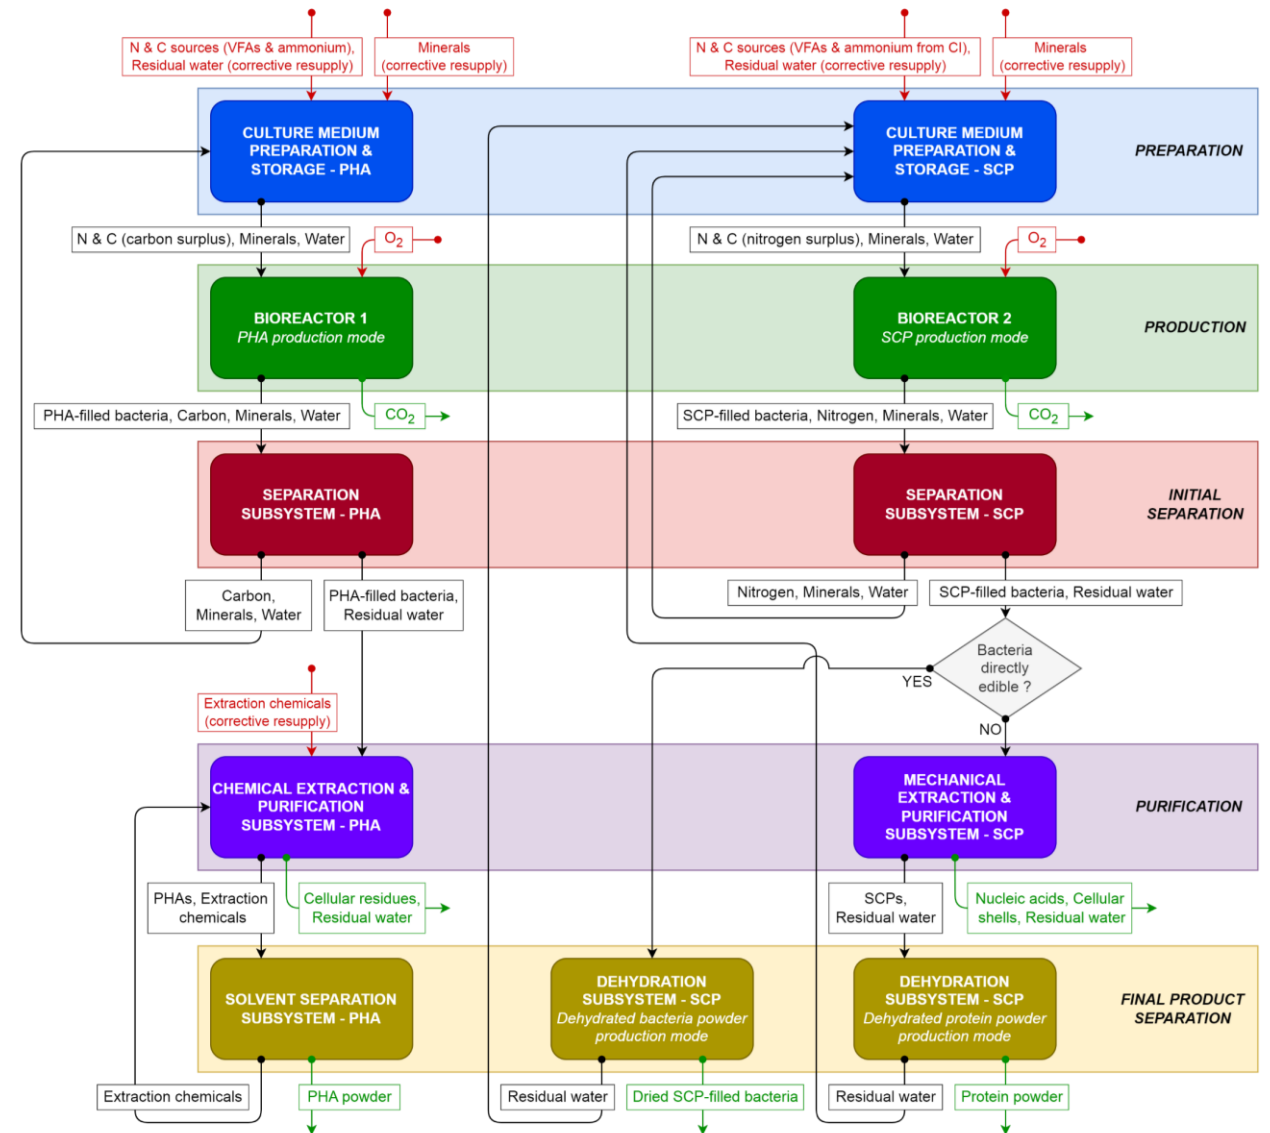 N & C sources (VFAs & ammonium),
Residual water (corrective resupply)
Minerals
(corrective resupply)
N & C sources (VFAs & ammonium from CI),
Residual water (corrective resupply)
Minerals
(corrective resupply)
CULTURE MEDIUM
PREPARATION &
STORAGE - PHA
CULTURE MEDIUM
PREPARATION &
STORAGE - SCP
PREPARATION
N & C (carbon surplus), Minerals, Water
O2
N & C (nitrogen surplus), Minerals, Water
O2
BIOREACTOR 1
PHA production mode
BIOREACTOR 2
SCP production mode
PRODUCTION
PHA-filled bacteria, Carbon, Minerals, Water
CO2
SCP-filled bacteria, Nitrogen, Minerals, Water
CO2
SEPARATION
SUBSYSTEM - PHA
SEPARATION
SUBSYSTEM - SCP
INITIAL
SEPARATION
Carbon,
Minerals, Water
PHA-filled bacteria,
Residual water
Nitrogen, Minerals, Water
SCP-filled bacteria, Residual water
Bacteria
directly
edible ?
YES
NO
Extraction chemicals
(corrective resupply)
CHEMICAL EXTRACTION &
PURIFICATION
SUBSYSTEM - PHA
MECHANICAL
EXTRACTION &
PURIFICATION
SUBSYSTEM - SCP
PURIFICATION
PHAs, Extraction
chemicals
Cellular residues,
Residual water
SCPs,
Residual water
Nucleic acids, Cellular
shells, Residual water
SOLVENT SEPARATION
SUBSYSTEM - PHA
DEHYDRATION
SUBSYSTEM - SCP
Dehydrated bacteria powder
production mode
DEHYDRATION
SUBSYSTEM - SCP
Dehydrated protein powder
production mode
FINAL PRODUCT
SEPARATION
Extraction chemicals
PHA powder
Residual water
Dried SCP-filled bacteria
Residual water
Protein powder